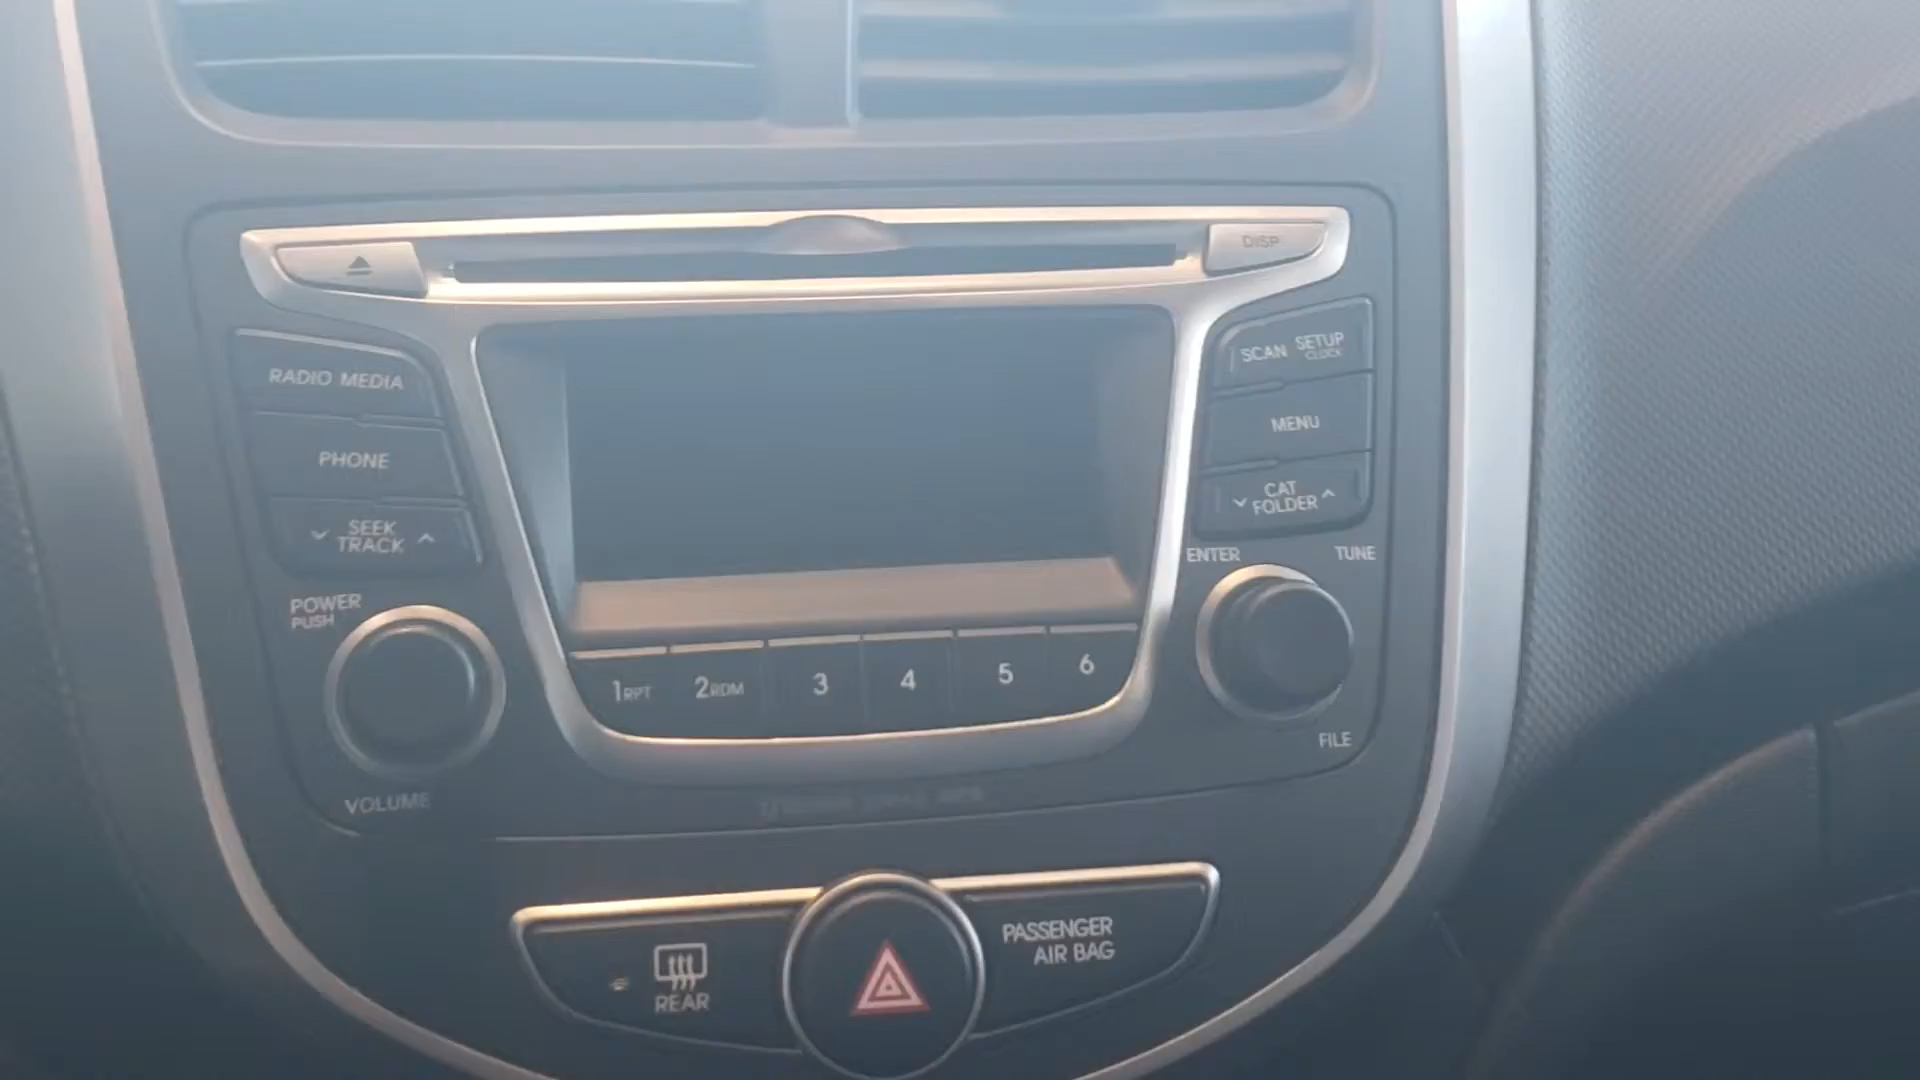 DISP
RADIO MEDIA
SCAN SETUP
CLOCK
PHONE
MENU
SEEK
TRACK
CAT
FOLDER
ENTER
TUNE
POWER
PUSH
1RPT
2RDM
3
4
5
6
VOLUME
FILE
REAR
PASSENGER
AIR BAG